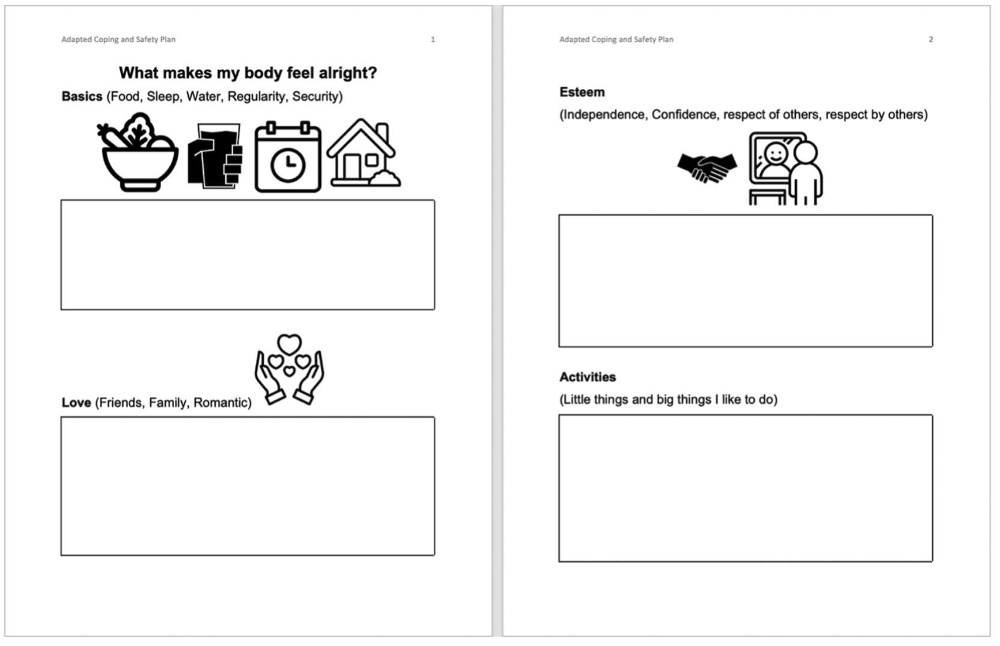 Adapted Coping and Safety Plan 1
What makes my body feel alright?
Basics (Food, Sleep, Water, Regularity, Security)
Love (Friends, Family, Romantic)
Adapted Coping and Safety Plan 2
Esteem
(Independence, Confidence, respect of others, respect by others)
Activities
(Little things and big things I like to do)